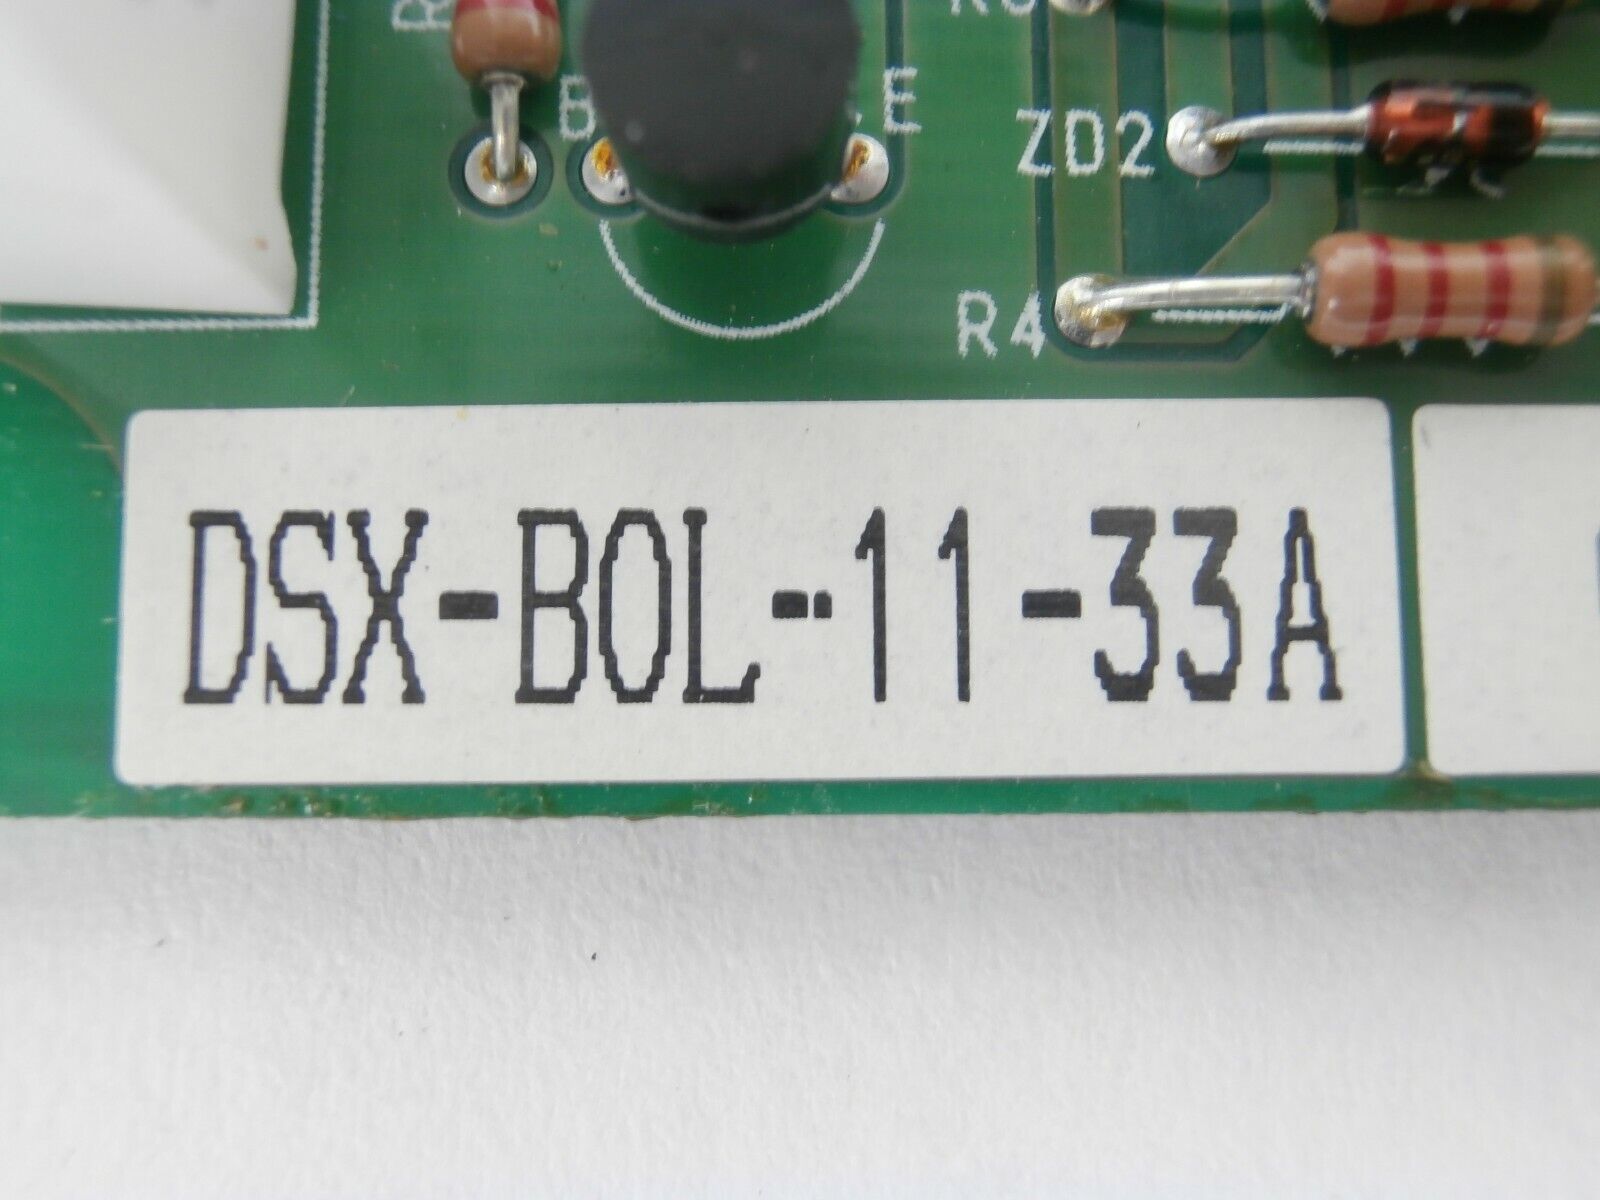 B E
ZD2
R4
DSX-BOL-11-33A